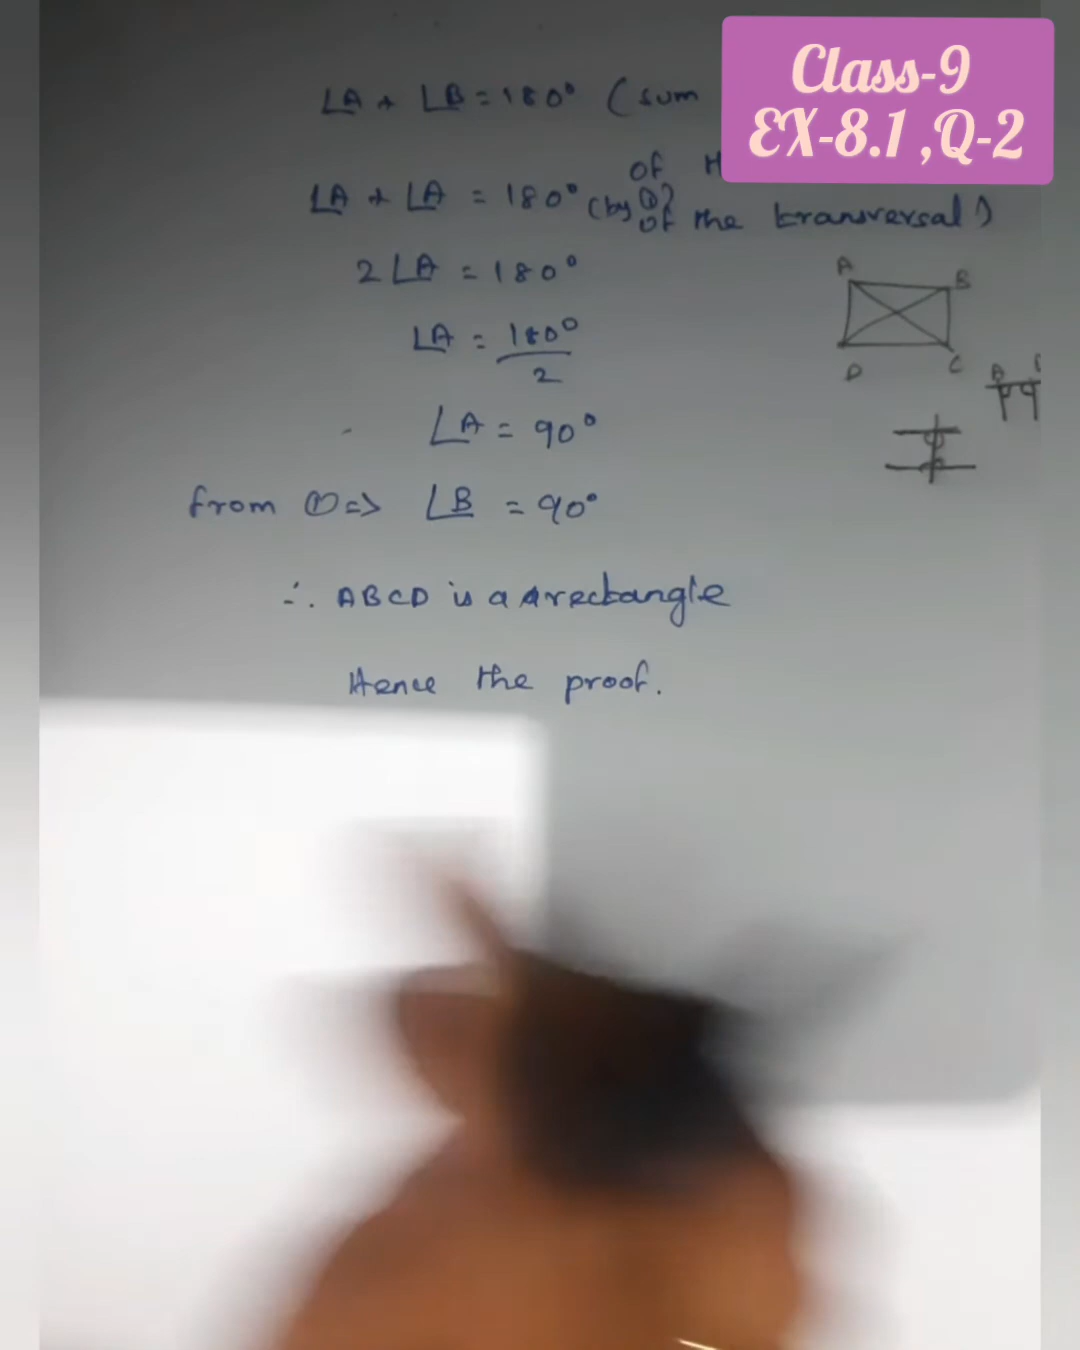 Class-9
EX-8.1 ,Q-2
∠A + ∠B = 180° (sum
of
∠A + ∠A = 180° (by ①)
of the transversal)
2∠A = 180°
∠A = 180°
2
∠A = 90°
from ① => ∠B = 90°
∴ ABCD is a rectangle
Hence the proof.
A
B
D
C